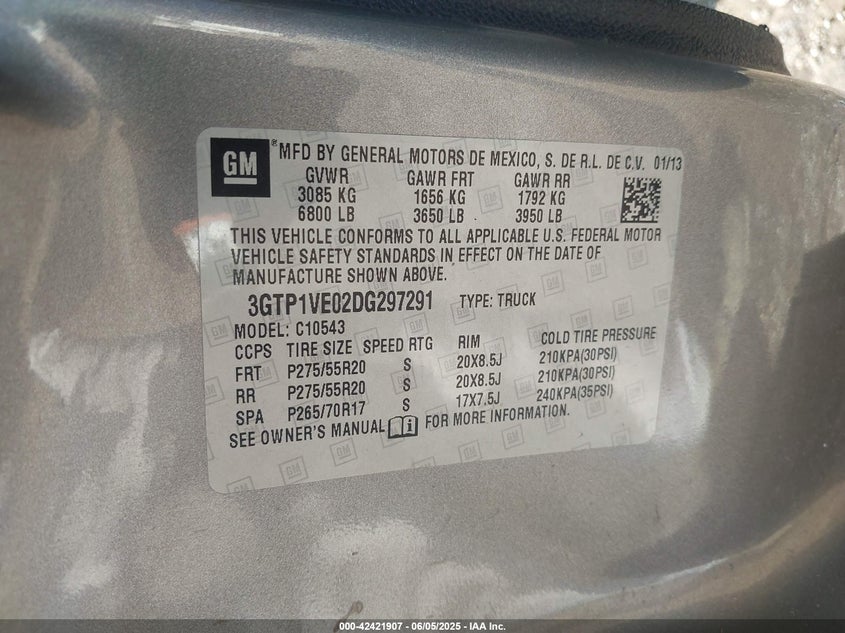 GM ® MFD BY GENERAL MOTORS DE MEXICO, S. DE R.L. DE C.V. 01/13
GVWR GAWR FRT GAWR RR
3085 KG 1656 KG 1792 KG
6800 LB 3650 LB 3950 LB
THIS VEHICLE CONFORMS TO ALL APPLICABLE U.S. FEDERAL MOTOR
VEHICLE SAFETY STANDARDS IN EFFECT ON THE DATE OF
MANUFACTURE SHOWN ABOVE.
3GTP1VE02DG297291 TYPE: TRUCK
MODEL: C10543
CCPS TIRE SIZE SPEED RTG RIM COLD TIRE PRESSURE
FRT P275/55R20 S 20X8.5J 210KPA(30PSI)
RR P275/55R20 S 20X8.5J 210KPA(30PSI)
SPA P265/70R17 S 17X7.5J 240KPA(35PSI)
SEE OWNER'S MANUAL i FOR MORE INFORMATION.
000-42421907 - 06/05/2025 - IAA Inc.